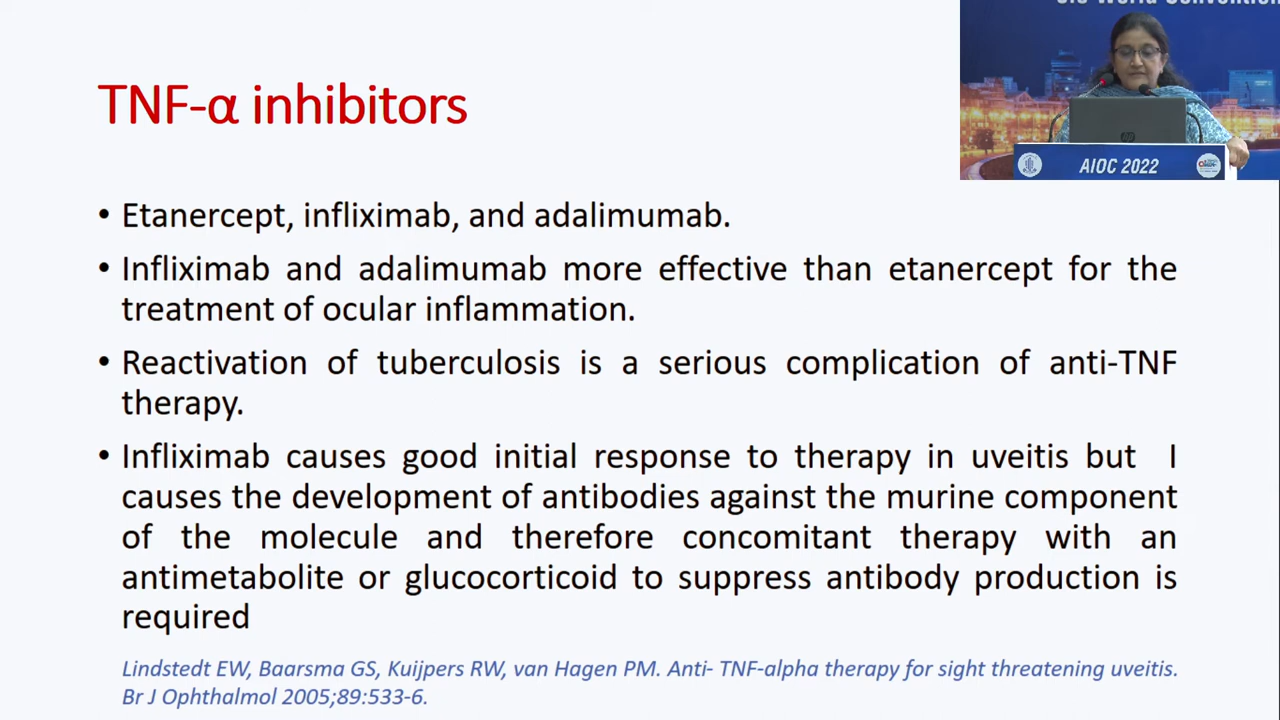 TNF-α inhibitors
AIOC 2022
• Etanercept, infliximab, and adalimumab.
• Infliximab and adalimumab more effective than etanercept for the
treatment of ocular inflammation.
• Reactivation of tuberculosis is a serious complication of anti-TNF
therapy.
• Infliximab causes good initial response to therapy in uveitis but I
causes the development of antibodies against the murine component
of the molecule and therefore concomitant therapy with an
antimetabolite or glucocorticoid to suppress antibody production is
required
Lindstedt EW, Baarsma GS, Kuijpers RW, van Hagen PM. Anti- TNF-alpha therapy for sight threatening uveitis.
Br J Ophthalmol 2005;89:533-6.